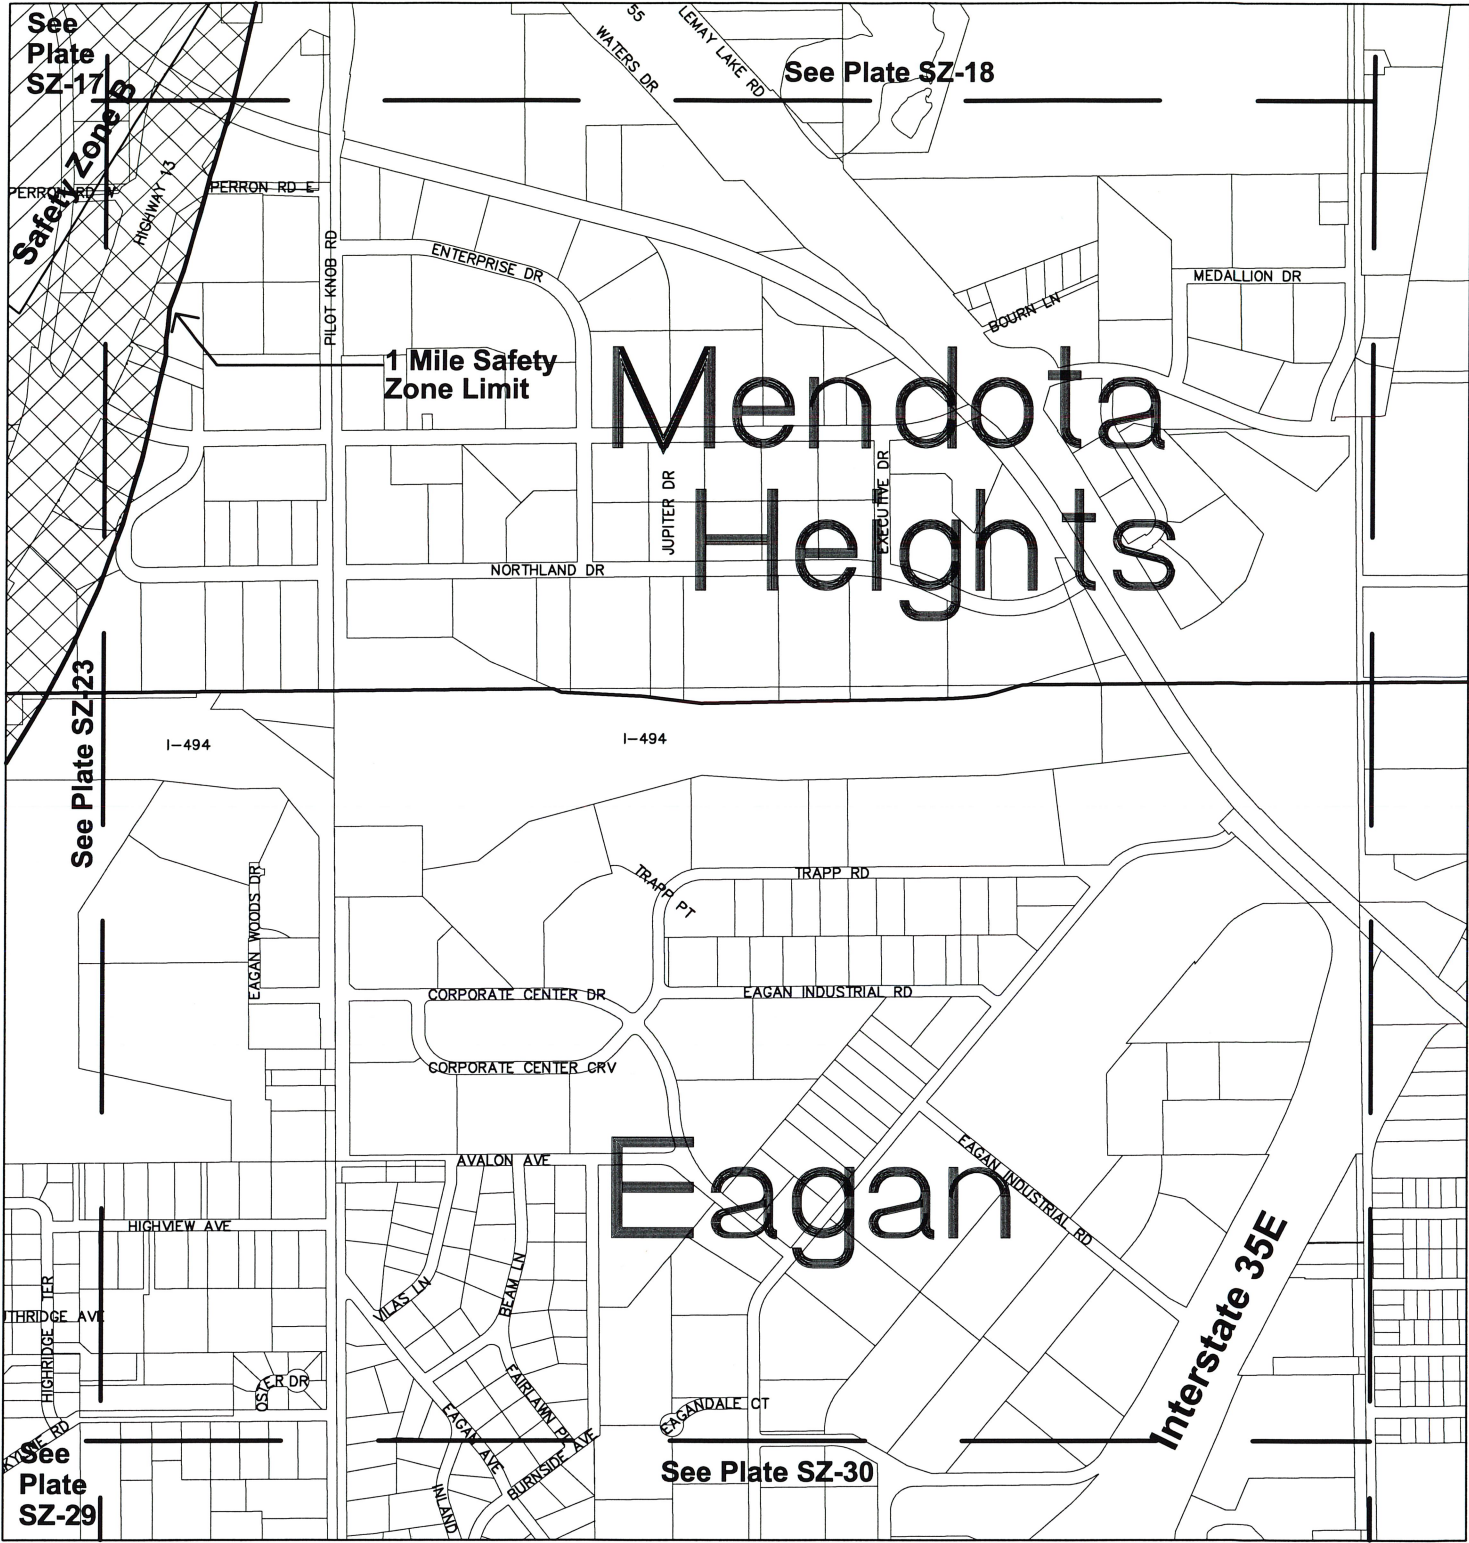 See
Plate
SZ-17
55
WATERS DR
LEMAY LAKE RD
See Plate SZ-18
Safety Zone B
HIGHWAY 13
PERRON RD W
PERRON RD E
PILOT KNOB RD
ENTERPRISE DR
MEDALLION DR
BOURN LN
1 Mile Safety
Zone Limit
Mendota
Heights
JUPITER DR
EXECUTIVE DR
NORTHLAND DR
See Plate SZ-23
I-494
I-494
EAGAN WOODS DR
TRAPP PT
TRAPP RD
CORPORATE CENTER DR
EAGAN INDUSTRIAL RD
CORPORATE CENTER CRV
AVALON AVE
Eagan
EAGAN INDUSTRIAL RD
HIGHVIEW AVE
VILAS LN
BEAM LN
Interstate 35E
THRIDGE AVE
HIGHRIDGE TER
OSTER DR
FAIRLAWN PL
EAGAN AVE
EAGANDALE CT
BURNSIDE AVE
KYLINE RD
See
Plate
SZ-29
INLAND
See Plate SZ-30